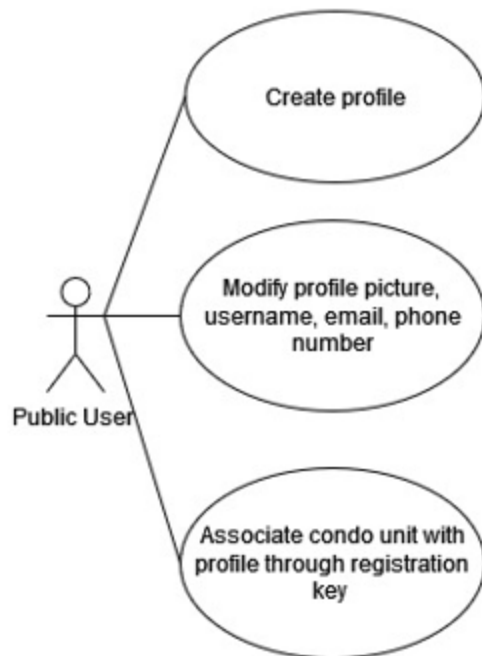 Create profile
Modify profile picture,
username, email, phone
number
Public User
Associate condo unit with
profile through registration
key